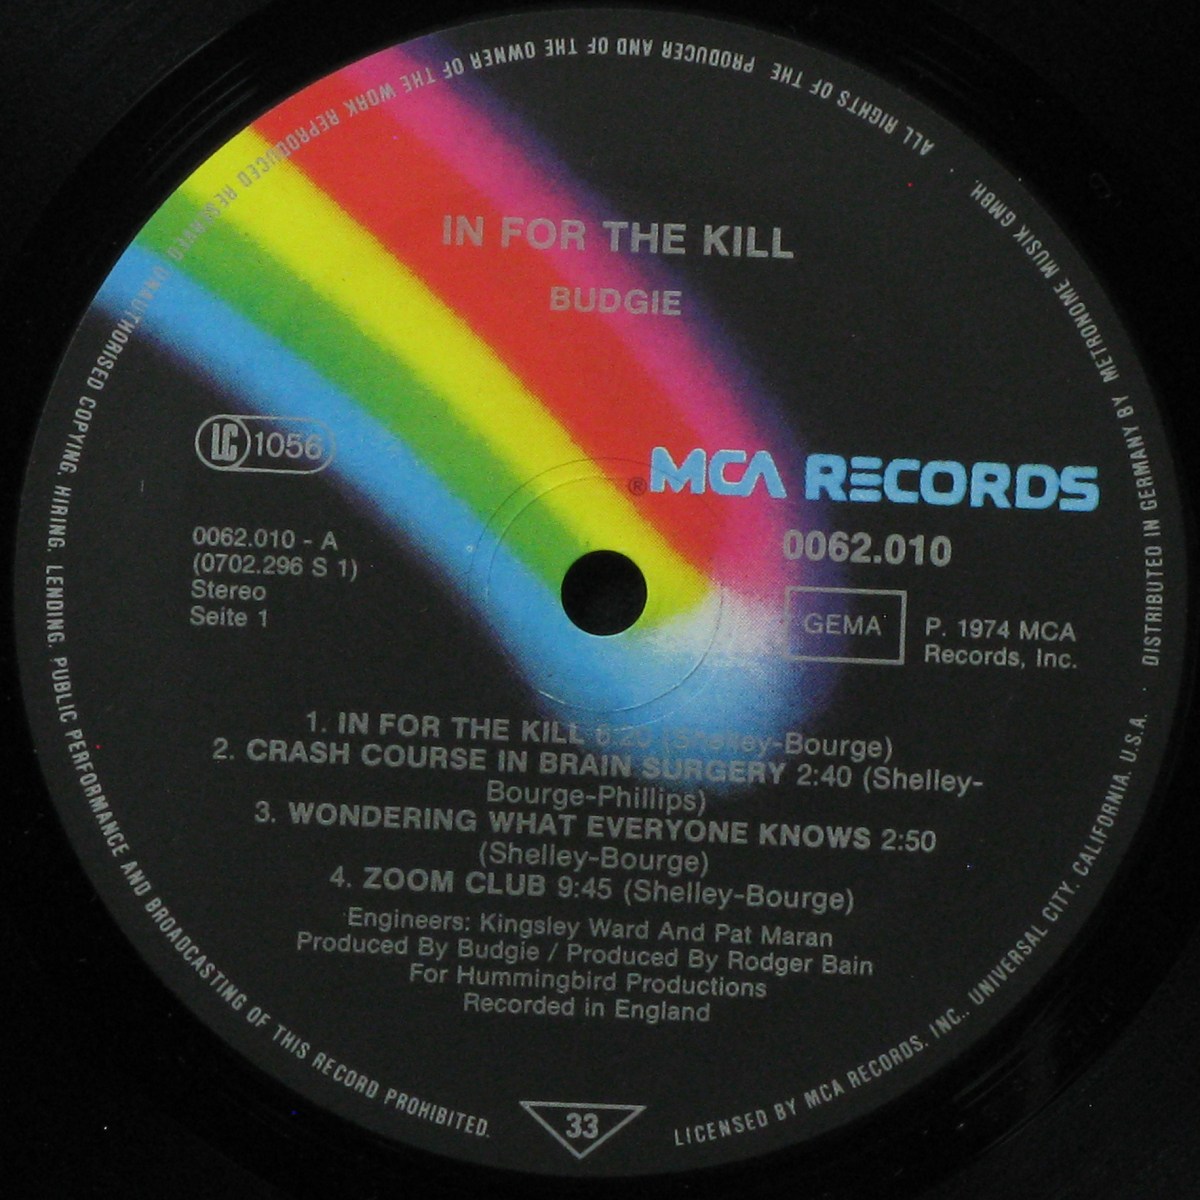 IN FOR THE KILL
BUDGIE
LC 1056
® MCA RECORDS
0062.010 - A
(0702.296 S 1)
Stereo
Seite 1
0062.010
GEMA
P. 1974 MCA
Records, Inc.
1. IN FOR THE KILL 6:20 (Shelley-Bourge)
2. CRASH COURSE IN BRAIN SURGERY 2:40 (Shelley-
Bourge-Phillips)
3. WONDERING WHAT EVERYONE KNOWS 2:50
(Shelley-Bourge)
4. ZOOM CLUB 9:45 (Shelley-Bourge)
Engineers: Kingsley Ward And Pat Maran
Produced By Budgie / Produced By Rodger Bain
For Hummingbird Productions
Recorded in England
33
ALL RIGHTS OF THE PRODUCER AND OF THE OWNER OF THE WORK REPRODUCED RESERVED. UNAUTHORISED COPYING, HIRING, LENDING, PUBLIC PERFORMANCE AND BROADCASTING OF THIS RECORD PROHIBITED.
LICENSED BY MCA RECORDS, INC., UNIVERSAL CITY, CALIFORNIA, U.S.A.
DISTRIBUTED IN GERMANY BY METRONOME MUSIK GMBH